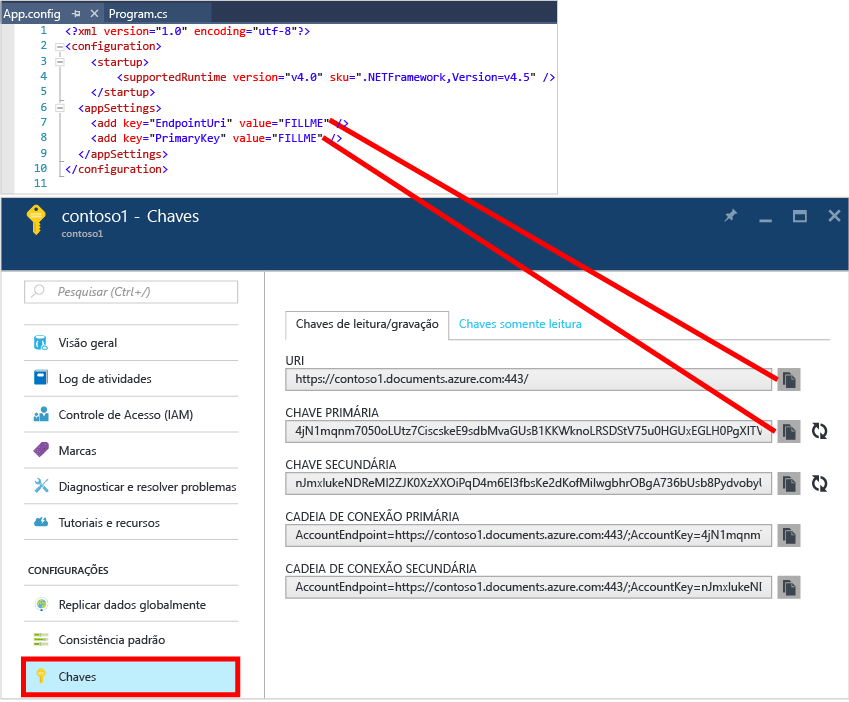 App.config Program.cs
1 <?xml version="1.0" encoding="utf-8"?>
2 <configuration>
3 <startup>
4 <supportedRuntime version="v4.0" sku=".NETFramework,Version=v4.5" />
5 </startup>
6 <appSettings>
7 <add key="EndpointUri" value="FILLME" />
8 <add key="PrimaryKey" value="FILLME" />
9 </appSettings>
10 </configuration>
11
contoso1 - Chaves
contoso1
Pesquisar (Ctrl+/)
Visão geral
Log de atividades
Controle de Acesso (IAM)
Marcas
Diagnosticar e resolver problemas
Tutoriais e recursos
CONFIGURAÇÕES
Replicar dados globalmente
Consistência padrão
Chaves
Chaves de leitura/gravação Chaves somente leitura
URI
https://contoso1.documents.azure.com:443/
CHAVE PRIMÁRIA
4jN1mqnm7050oLUtz7CiscskeE9sdbMvaGUsB1KKWknoLRSDStV75u0HGUxEGLH0PgXITV
CHAVE SECUNDÁRIA
nJmxlukeNDReMI2ZJK0XzXXOiPqD4m6EI3fbsKe2dKofMilwgbhrOBgA736bUsb8Pydvobyl
CADEIA DE CONEXÃO PRIMÁRIA
AccountEndpoint=https://contoso1.documents.azure.com:443/;AccountKey=4jN1mqnm
CADEIA DE CONEXÃO SECUNDÁRIA
AccountEndpoint=https://contoso1.documents.azure.com:443/;AccountKey=nJmxlukeND